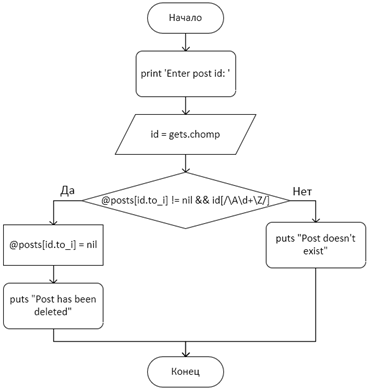 Начало
print 'Enter post id: '
id = gets.chomp
@posts[id.to_i] != nil && id[/\A\d+\Z/]
Да
Нет
@posts[id.to_i] = nil
puts "Post doesn't
exist"
puts "Post has been
deleted"
Конец